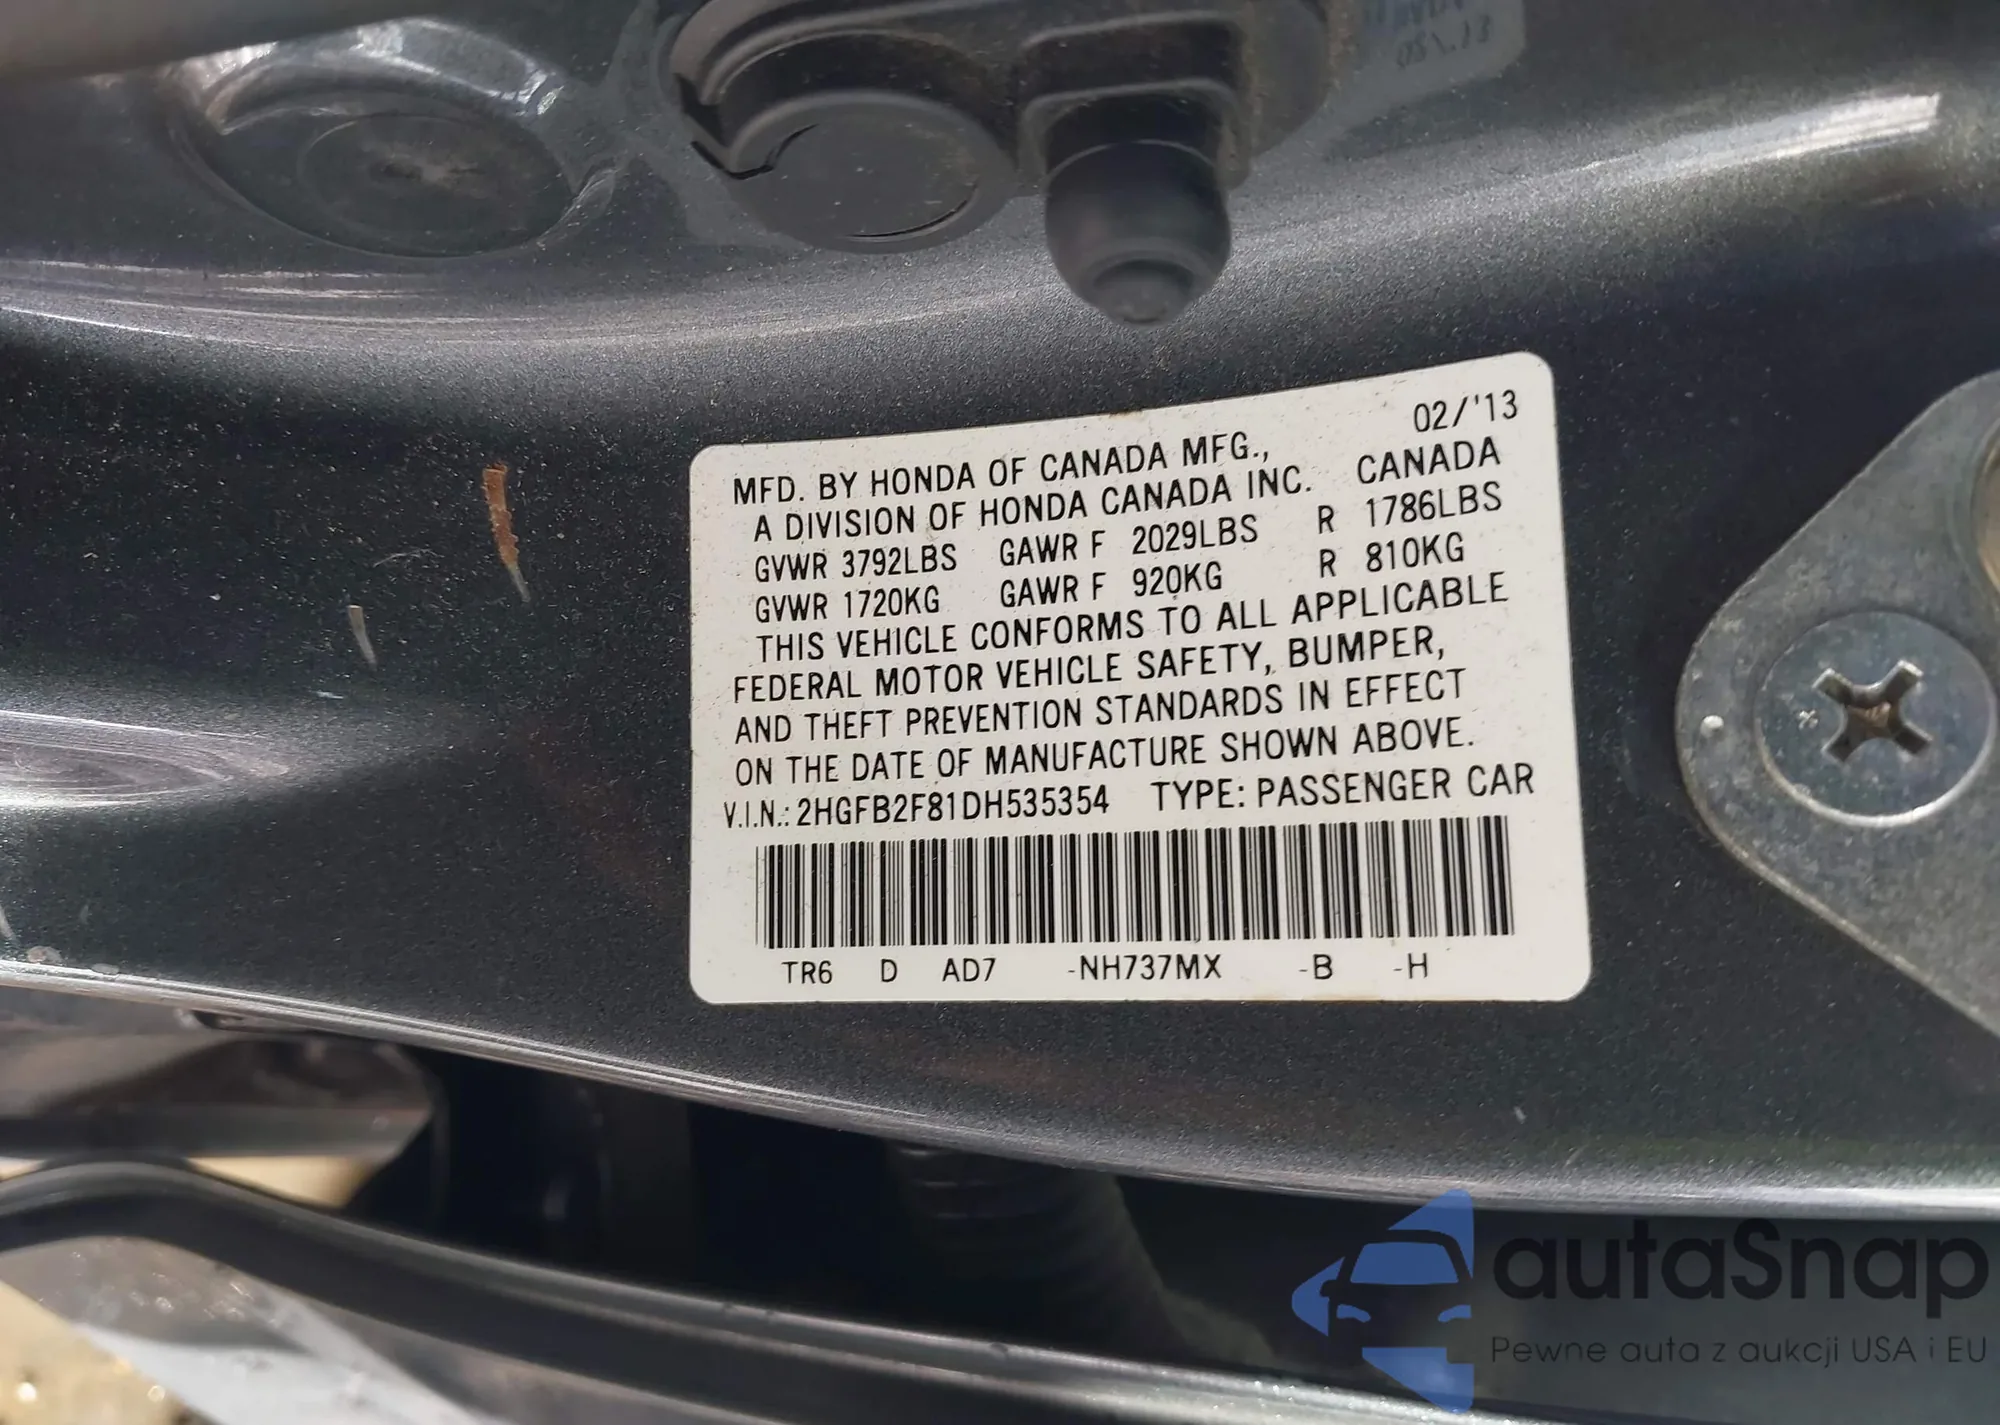 02/'13
MFD. BY HONDA OF CANADA MFG.,
A DIVISION OF HONDA CANADA INC. CANADA
GVWR 3792LBS GAWR F 2029LBS R 1786LBS
GVWR 1720KG GAWR F 920KG R 810KG
THIS VEHICLE CONFORMS TO ALL APPLICABLE
FEDERAL MOTOR VEHICLE SAFETY, BUMPER,
AND THEFT PREVENTION STANDARDS IN EFFECT
ON THE DATE OF MANUFACTURE SHOWN ABOVE.
V.I.N.: 2HGFB2F81DH535354 TYPE: PASSENGER CAR
TR6 D AD7 -NH737MX -B -H
autaSnap
Pewne auta z aukcji USA i EU